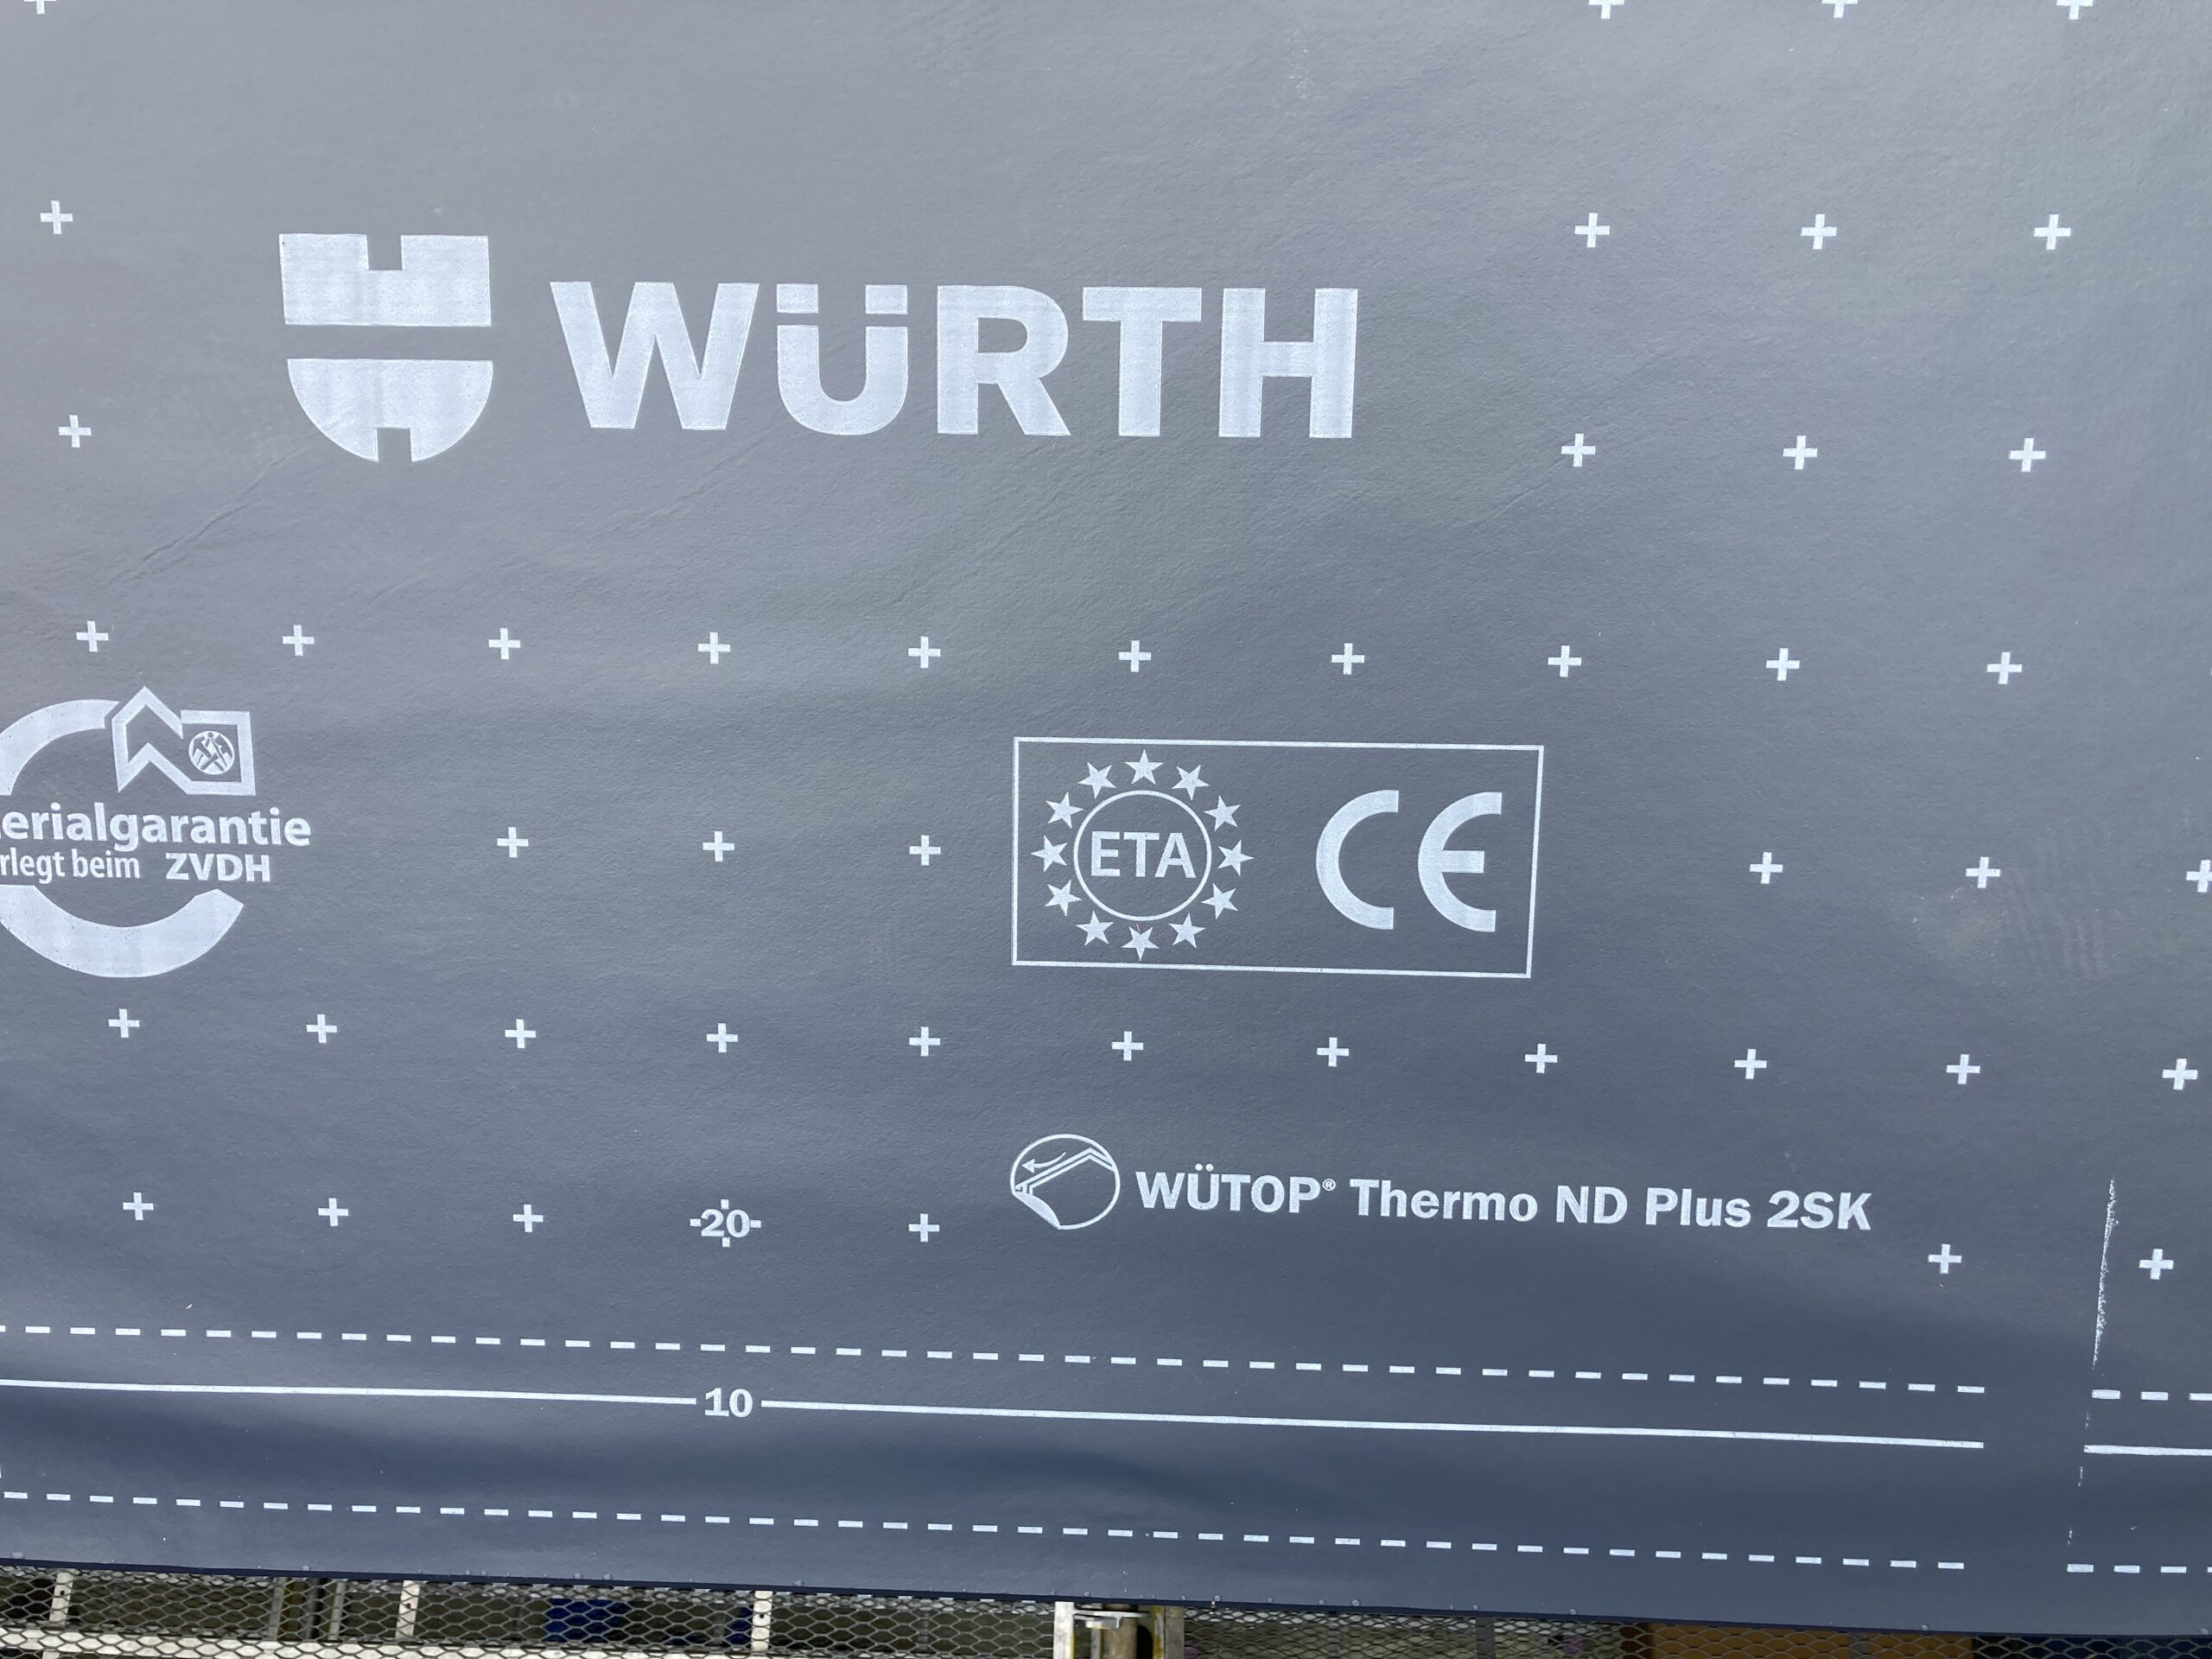 WÜRTH
erialgarantie
rlegt beim ZVDH
ETA CE
WÜTOP® Thermo ND Plus 2SK
-20-
10